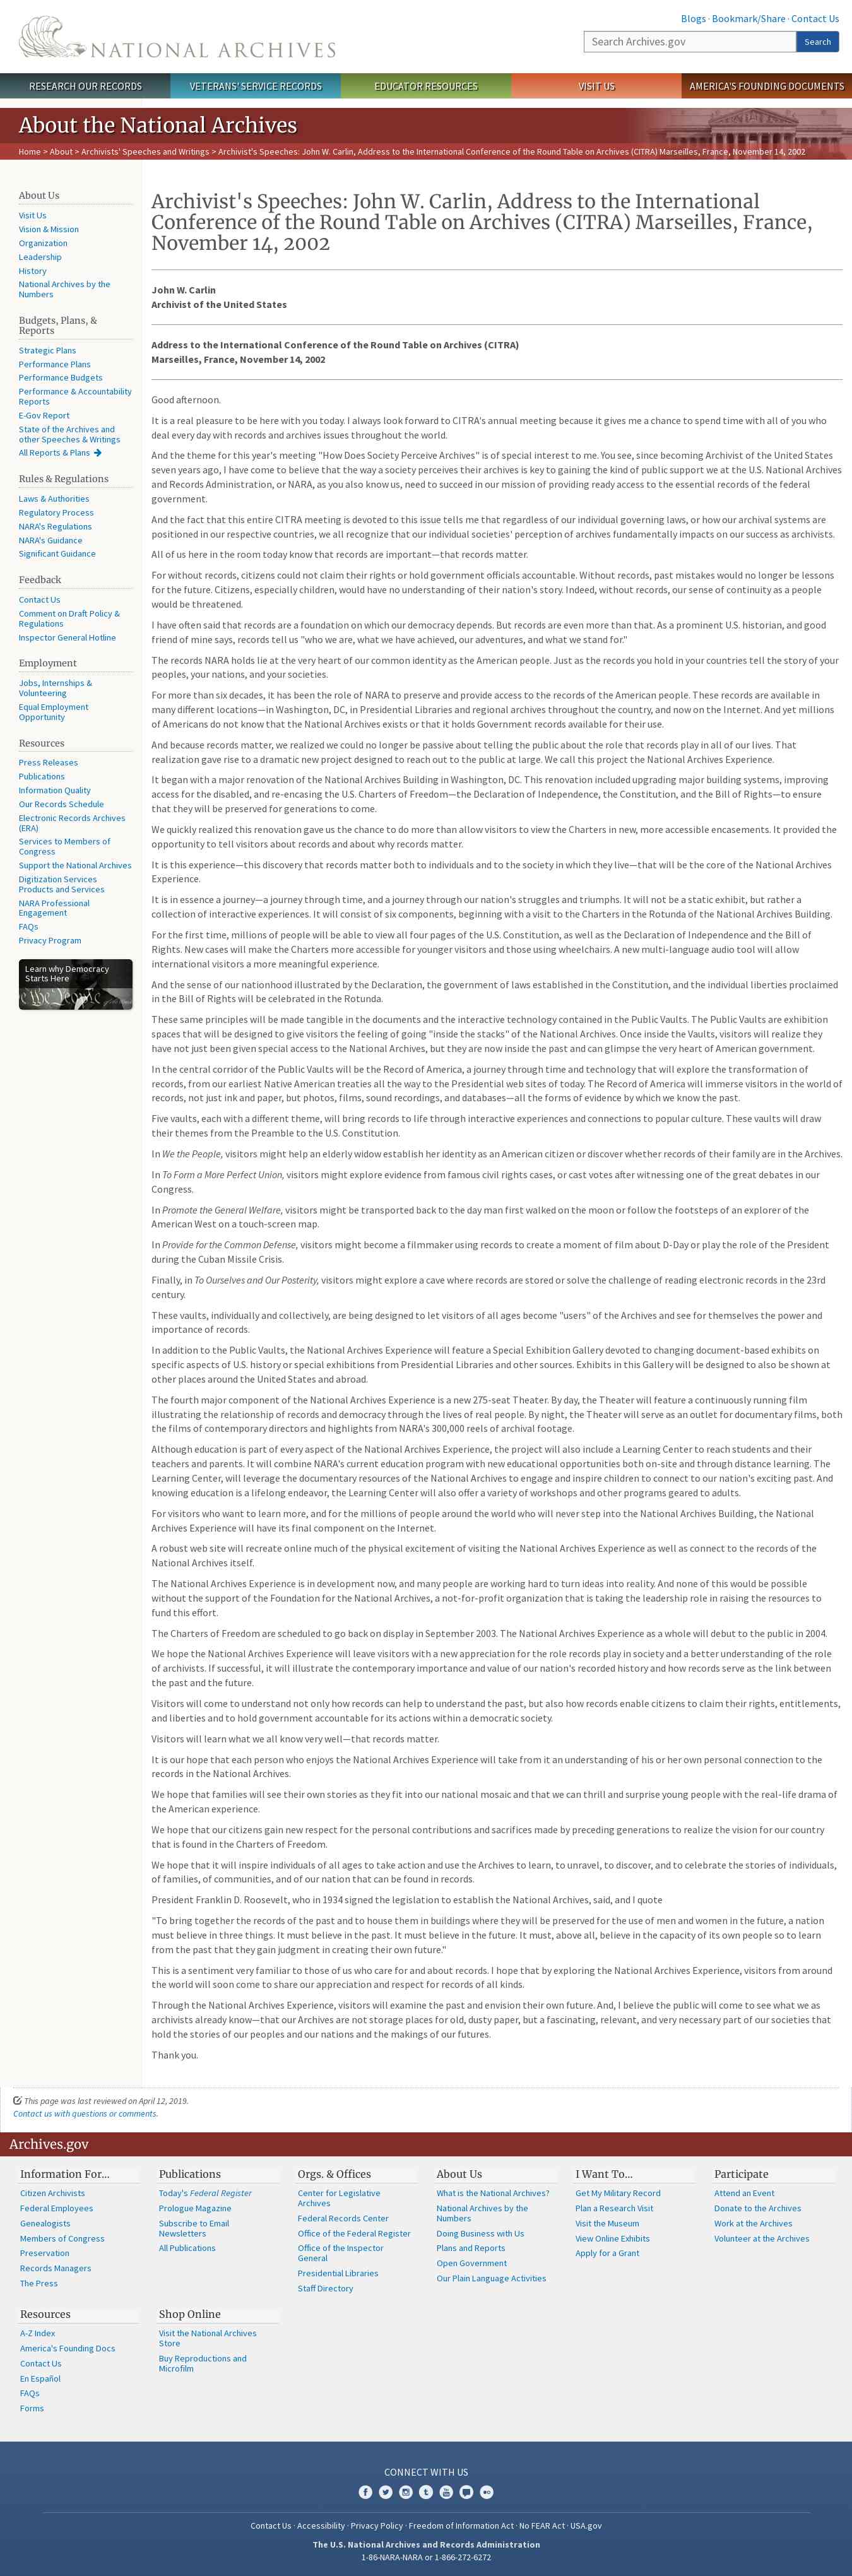 Blogs · Bookmark/Share · Contact Us
NATIONAL ARCHIVES
Search Archives.gov
Search
RESEARCH OUR RECORDS
VETERANS' SERVICE RECORDS
EDUCATOR RESOURCES
VISIT US
AMERICA'S FOUNDING DOCUMENTS
About the National Archives
Home > About > Archivists' Speeches and Writings > Archivist's Speeches: John W. Carlin, Address to the International Conference of the Round Table on Archives (CITRA) Marseilles, France, November 14, 2002
About Us
Visit Us
Vision & Mission
Organization
Leadership
History
National Archives by the
Numbers
Budgets, Plans, &
Reports
Strategic Plans
Performance Plans
Performance Budgets
Performance & Accountability
Reports
E-Gov Report
State of the Archives and
other Speeches & Writings
All Reports & Plans
Rules & Regulations
Laws & Authorities
Regulatory Process
NARA's Regulations
NARA's Guidance
Significant Guidance
Feedback
Contact Us
Comment on Draft Policy &
Regulations
Inspector General Hotline
Employment
Jobs, Internships &
Volunteering
Equal Employment
Opportunity
Resources
Press Releases
Publications
Information Quality
Our Records Schedule
Electronic Records Archives
(ERA)
Services to Members of
Congress
Support the National Archives
Digitization Services
Products and Services
NARA Professional
Engagement
FAQs
Privacy Program
Learn why Democracy
Starts Here
Archivist's Speeches: John W. Carlin, Address to the International
Conference of the Round Table on Archives (CITRA) Marseilles, France,
November 14, 2002
John W. Carlin
Archivist of the United States
Address to the International Conference of the Round Table on Archives (CITRA)
Marseilles, France, November 14, 2002
Good afternoon.
It is a real pleasure to be here with you today. I always look forward to CITRA's annual meeting because it gives me a chance to spend time with all of you who
deal every day with records and archives issues throughout the world.
And the theme for this year's meeting "How Does Society Perceive Archives" is of special interest to me. You see, since becoming Archivist of the United States
seven years ago, I have come to believe that the way a society perceives their archives is key to gaining the kind of public support we at the U.S. National Archives
and Records Administration, or NARA, as you also know us, need to succeed in our mission of providing ready access to the essential records of the federal
government.
And the fact that this entire CITRA meeting is devoted to this issue tells me that regardless of our individual governing laws, or how our archival systems are
positioned in our respective countries, we all recognize that our individual societies' perception of archives fundamentally impacts on our success as archivists.
All of us here in the room today know that records are important—that records matter.
For without records, citizens could not claim their rights or hold government officials accountable. Without records, past mistakes would no longer be lessons
for the future. Citizens, especially children, would have no way of understanding of their nation's story. Indeed, without records, our sense of continuity as a people
would be threatened.
I have often said that records are a foundation on which our democracy depends. But records are even more than that. As a prominent U.S. historian, and good
friend of mine says, records tell us "who we are, what we have achieved, our adventures, and what we stand for."
The records NARA holds lie at the very heart of our common identity as the American people. Just as the records you hold in your countries tell the story of your
peoples, your nations, and your societies.
For more than six decades, it has been the role of NARA to preserve and provide access to the records of the American people. These records are available in
many different locations—in Washington, DC, in Presidential Libraries and regional archives throughout the country, and now on the Internet. And yet millions
of Americans do not know that the National Archives exists or that it holds Government records available for their use.
And because records matter, we realized we could no longer be passive about telling the public about the role that records play in all of our lives. That
realization gave rise to a dramatic new project designed to reach out to the public at large. We call this project the National Archives Experience.
It began with a major renovation of the National Archives Building in Washington, DC. This renovation included upgrading major building systems, improving
access for the disabled, and re-encasing the U.S. Charters of Freedom—the Declaration of Independence, the Constitution, and the Bill of Rights—to ensure
that they will be preserved for generations to come.
We quickly realized this renovation gave us the chance to do more than allow visitors to view the Charters in new, more accessible encasements. It provided the
opportunity to tell visitors about records and about why records matter.
It is this experience—this discovery that records matter both to individuals and to the society in which they live—that will be the core of the National Archives
Experience.
It is in essence a journey—a journey through time, and a journey through our nation's struggles and triumphs. It will not be a static exhibit, but rather a
collection of interactive experiences. It will consist of six components, beginning with a visit to the Charters in the Rotunda of the National Archives Building.
For the first time, millions of people will be able to view all four pages of the U.S. Constitution, as well as the Declaration of Independence and the Bill of
Rights. New cases will make the Charters more accessible for younger visitors and those using wheelchairs. A new multi-language audio tool will allow
international visitors a more meaningful experience.
And the sense of our nationhood illustrated by the Declaration, the government of laws established in the Constitution, and the individual liberties proclaimed
in the Bill of Rights will be celebrated in the Rotunda.
These same principles will be made tangible in the documents and the interactive technology contained in the Public Vaults. The Public Vaults are exhibition
spaces that will be designed to give visitors the feeling of going "inside the stacks" of the National Archives. Once inside the Vaults, visitors will realize they
have not just been given special access to the National Archives, but they are now inside the past and can glimpse the very heart of American government.
In the central corridor of the Public Vaults will be the Record of America, a journey through time and technology that will explore the transformation of
records, from our earliest Native American treaties all the way to the Presidential web sites of today. The Record of America will immerse visitors in the world of
records, not just ink and paper, but photos, films, sound recordings, and databases—all the forms of evidence by which we know the past.
Five vaults, each with a different theme, will bring records to life through interactive experiences and connections to popular culture. These vaults will draw
their themes from the Preamble to the U.S. Constitution.
In We the People, visitors might help an elderly widow establish her identity as an American citizen or discover whether records of their family are in the Archives.
In To Form a More Perfect Union, visitors might explore evidence from famous civil rights cases, or cast votes after witnessing one of the great debates in our
Congress.
In Promote the General Welfare, visitors might be transported back to the day man first walked on the moon or follow the footsteps of an explorer of the
American West on a touch-screen map.
In Provide for the Common Defense, visitors might become a filmmaker using records to create a moment of film about D-Day or play the role of the President
during the Cuban Missile Crisis.
Finally, in To Ourselves and Our Posterity, visitors might explore a cave where records are stored or solve the challenge of reading electronic records in the 23rd
century.
These vaults, individually and collectively, are being designed to let visitors of all ages become "users" of the Archives and see for themselves the power and
importance of records.
In addition to the Public Vaults, the National Archives Experience will feature a Special Exhibition Gallery devoted to changing document-based exhibits on
specific aspects of U.S. history or special exhibitions from Presidential Libraries and other sources. Exhibits in this Gallery will be designed to also be shown at
other places around the United States and abroad.
The fourth major component of the National Archives Experience is a new 275-seat Theater. By day, the Theater will feature a continuously running film
illustrating the relationship of records and democracy through the lives of real people. By night, the Theater will serve as an outlet for documentary films, both
the films of contemporary directors and highlights from NARA's 300,000 reels of archival footage.
Although education is part of every aspect of the National Archives Experience, the project will also include a Learning Center to reach students and their
teachers and parents. It will combine NARA's current education program with new educational opportunities both on-site and through distance learning. The
Learning Center, will leverage the documentary resources of the National Archives to engage and inspire children to connect to our nation's exciting past. And
knowing education is a lifelong endeavor, the Learning Center will also offer a variety of workshops and other programs geared to adults.
For visitors who want to learn more, and for the millions of people around the world who will never step into the National Archives Building, the National
Archives Experience will have its final component on the Internet.
A robust web site will recreate online much of the physical excitement of visiting the National Archives Experience as well as connect to the records of the
National Archives itself.
The National Archives Experience is in development now, and many people are working hard to turn ideas into reality. And none of this would be possible
without the support of the Foundation for the National Archives, a not-for-profit organization that is taking the leadership role in raising the resources to
fund this effort.
The Charters of Freedom are scheduled to go back on display in September 2003. The National Archives Experience as a whole will debut to the public in 2004.
We hope the National Archives Experience will leave visitors with a new appreciation for the role records play in society and a better understanding of the role
of archivists. If successful, it will illustrate the contemporary importance and value of our nation's recorded history and how records serve as the link between
the past and the future.
Visitors will come to understand not only how records can help to understand the past, but also how records enable citizens to claim their rights, entitlements,
and liberties and to hold government accountable for its actions within a democratic society.
Visitors will learn what we all know very well—that records matter.
It is our hope that each person who enjoys the National Archives Experience will take from it an understanding of his or her own personal connection to the
records in the National Archives.
We hope that families will see their own stories as they fit into our national mosaic and that we can thrill and surprise young people with the real-life drama of
the American experience.
We hope that our citizens gain new respect for the personal contributions and sacrifices made by preceding generations to realize the vision for our country
that is found in the Charters of Freedom.
We hope that it will inspire individuals of all ages to take action and use the Archives to learn, to unravel, to discover, and to celebrate the stories of individuals,
of families, of communities, and of our nation that can be found in records.
President Franklin D. Roosevelt, who in 1934 signed the legislation to establish the National Archives, said, and I quote
"To bring together the records of the past and to house them in buildings where they will be preserved for the use of men and women in the future, a nation
must believe in three things. It must believe in the past. It must believe in the future. It must, above all, believe in the capacity of its own people so to learn
from the past that they gain judgment in creating their own future."
This is a sentiment very familiar to those of us who care for and about records. I hope that by exploring the National Archives Experience, visitors from around
the world will soon come to share our appreciation and respect for records of all kinds.
Through the National Archives Experience, visitors will examine the past and envision their own future. And, I believe the public will come to see what we as
archivists already know—that our Archives are not storage places for old, dusty paper, but a fascinating, relevant, and very necessary part of our societies that
hold the stories of our peoples and our nations and the makings of our futures.
Thank you.
This page was last reviewed on April 12, 2019.
Contact us with questions or comments.
Archives.gov
Information For…
Citizen Archivists
Federal Employees
Genealogists
Members of Congress
Preservation
Records Managers
The Press
Publications
Today's Federal Register
Prologue Magazine
Subscribe to Email
Newsletters
All Publications
Orgs. & Offices
Center for Legislative
Archives
Federal Records Center
Office of the Federal Register
Office of the Inspector
General
Presidential Libraries
Staff Directory
About Us
What is the National Archives?
National Archives by the
Numbers
Doing Business with Us
Plans and Reports
Open Government
Our Plain Language Activities
I Want To…
Get My Military Record
Plan a Research Visit
Visit the Museum
View Online Exhibits
Apply for a Grant
Participate
Attend an Event
Donate to the Archives
Work at the Archives
Volunteer at the Archives
Resources
A-Z Index
America's Founding Docs
Contact Us
En Español
FAQs
Forms
Shop Online
Visit the National Archives
Store
Buy Reproductions and
Microfilm
CONNECT WITH US
Contact Us · Accessibility · Privacy Policy · Freedom of Information Act · No FEAR Act · USA.gov
The U.S. National Archives and Records Administration
1-86-NARA-NARA or 1-866-272-6272